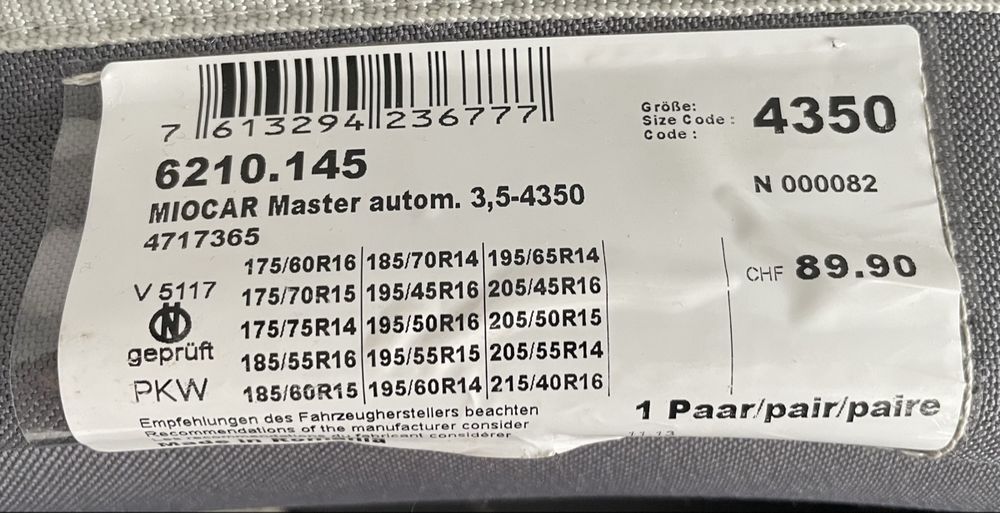 7 613294 236777
Größe:
Size Code :
Code :
4350
6210.145
N 000082
MIOCAR Master autom. 3,5-4350
4717365
175/60R16 185/70R14 195/65R14
CHF 89.90
V 5117
175/70R15 195/45R16 205/45R16
N
175/75R14 195/50R16 205/50R15
geprüft
185/55R16 195/55R15 205/55R14
PKW
185/60R15 195/60R14 215/40R16
1 Paar/pair/paire
Empfehlungen des Fahrzeugherstellers beachten
Recommendations of the manufacturer consider
fabricant considérer